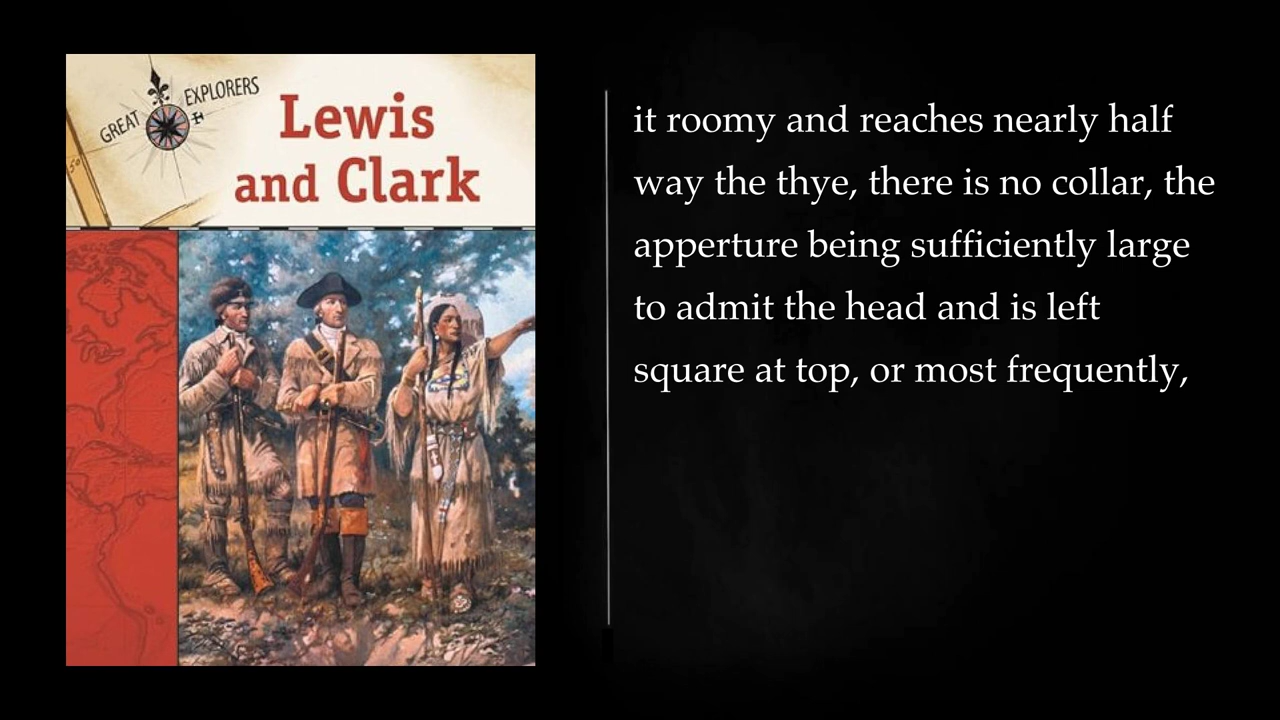 GREAT EXPLORERS
Lewis
and Clark
50
it roomy and reaches nearly half
way the thye, there is no collar, the
apperture being sufficiently large
to admit the head and is left
square at top, or most frequently,